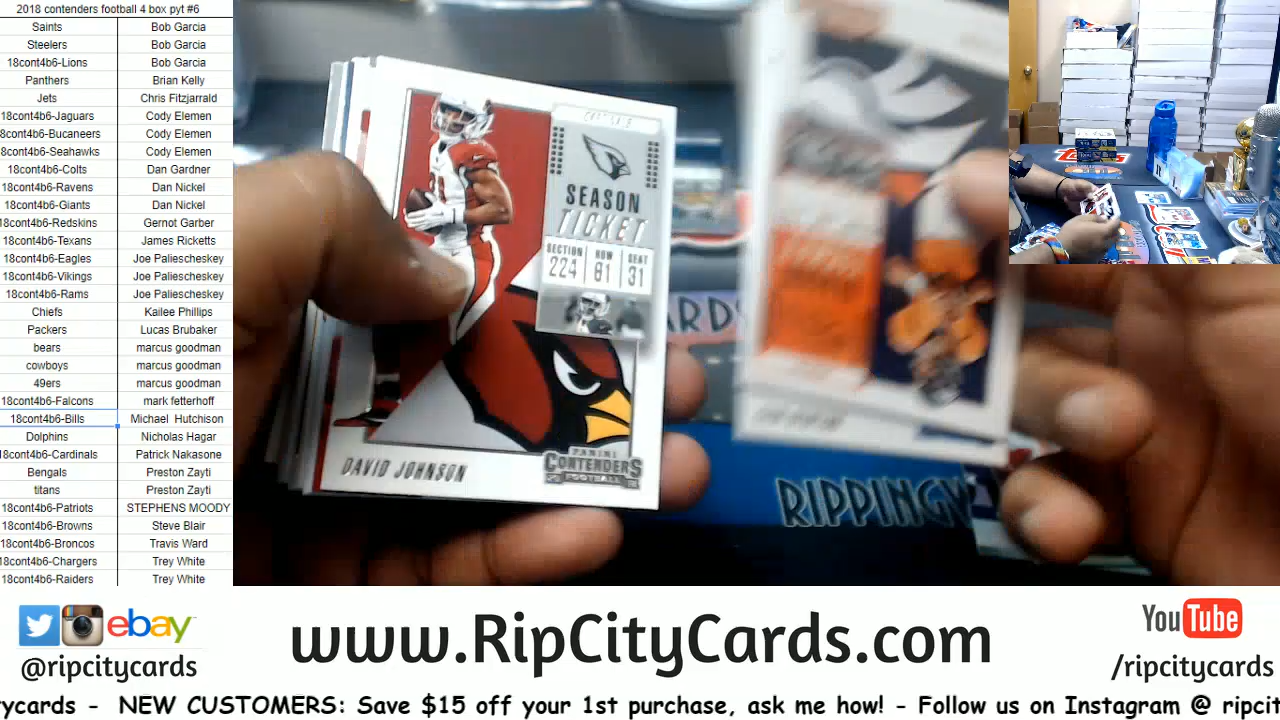 2018 contenders football 4 box pyt #6
Saints Bob Garcia
Steelers Bob Garcia
18cont4b6-Lions Bob Garcia
Panthers Brian Kelly
Jets Chris Fitzjarrald
18cont4b6-Jaguars Cody Elemen
8cont4b6-Bucaneers Cody Elemen
8cont4b6-Seahawks Cody Elemen
18cont4b6-Colts Dan Gardner
18cont4b6-Ravens Dan Nickel
18cont4b6-Giants Dan Nickel
18cont4b6-Redskins Gernot Garber
18cont4b6-Texans James Ricketts
18cont4b6-Eagles Joe Paliescheskey
18cont4b6-Vikings Joe Paliescheskey
18cont4b6-Rams Joe Paliescheskey
Chiefs Kailee Phillips
Packers Lucas Brubaker
bears marcus goodman
cowboys marcus goodman
49ers marcus goodman
18cont4b6-Falcons mark fetterhoff
18cont4b6-Bills Michael Hutchison
Dolphins Nicholas Hagar
18cont4b6-Cardinals Patrick Nakasone
Bengals Preston Zayti
titans Preston Zayti
18cont4b6-Patriots STEPHENS MOODY
18cont4b6-Browns Steve Blair
18cont4b6-Broncos Travis Ward
18cont4b6-Chargers Trey White
18cont4b6-Raiders Trey White
SEASON
TICKET
SECTION ROW SEAT
224 61 31
DAVID JOHNSON
PANINI
CONTENDERS
FOOTBALL
CARDS
RIPPINGW
ebay
@ripcitycards
www.RipCityCards.com
YouTube
/ripcitycards
ycards - NEW CUSTOMERS: Save $15 off your 1st purchase, ask me how! - Follow us on Instagram @ ripcit